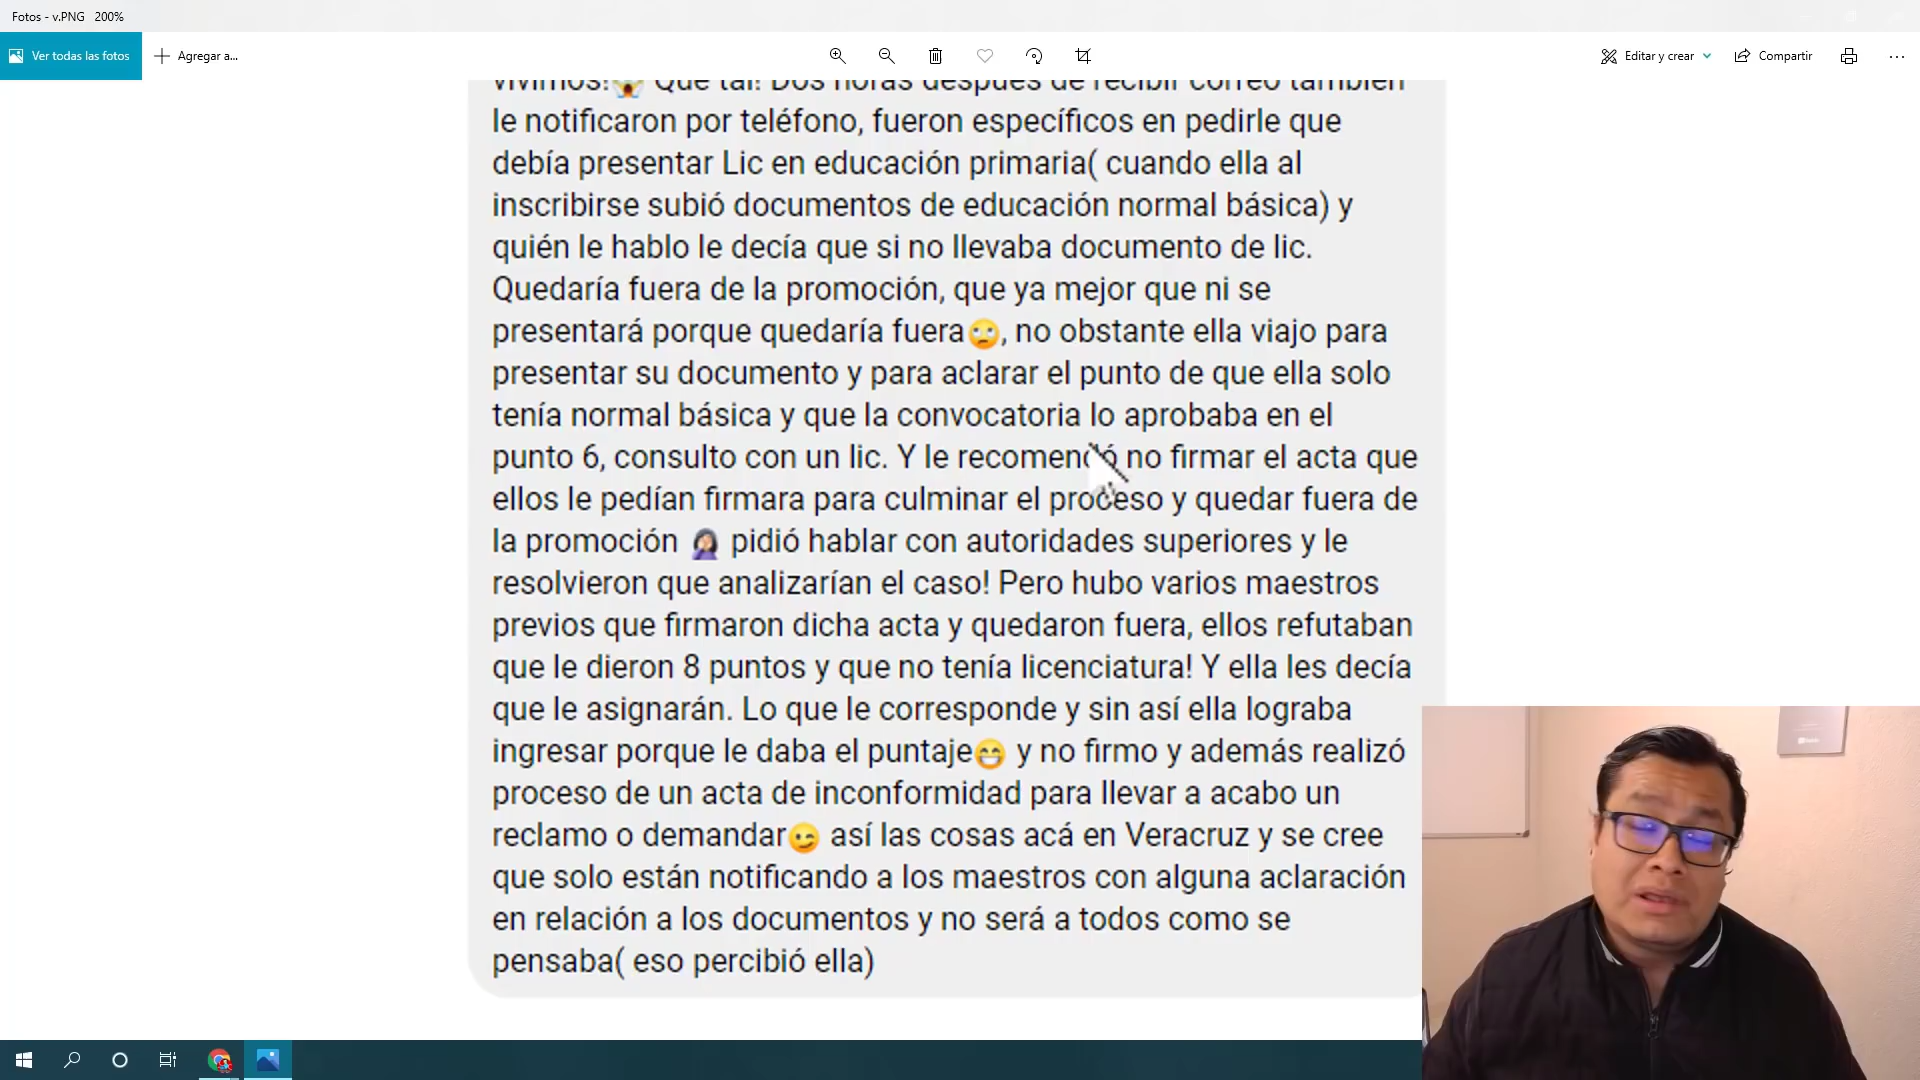 Fotos - v.PNG 200%
Ver todas las fotos
Agregar a...
Editar y crear
Compartir
vivimos!😱 Que tal! Dos horas después de recibir correo también
le notificaron por teléfono, fueron específicos en pedirle que
debía presentar Lic en educación primaria( cuando ella al
inscribirse subió documentos de educación normal básica) y
quién le hablo le decía que si no llevaba documento de lic.
Quedaría fuera de la promoción, que ya mejor que ni se
presentará porque quedaría fuera🙄, no obstante ella viajo para
presentar su documento y para aclarar el punto de que ella solo
tenía normal básica y que la convocatoria lo aprobaba en el
punto 6, consulto con un lic. Y le recomendó no firmar el acta que
ellos le pedían firmara para culminar el proceso y quedar fuera de
la promoción 🤦🏻‍♀️ pidió hablar con autoridades superiores y le
resolvieron que analizarían el caso! Pero hubo varios maestros
previos que firmaron dicha acta y quedaron fuera, ellos refutaban
que le dieron 8 puntos y que no tenía licenciatura! Y ella les decía
que le asignarán. Lo que le corresponde y sin así ella lograba
ingresar porque le daba el puntaje😁 y no firmo y además realizó
proceso de un acta de inconformidad para llevar a acabo un
reclamo o demandar😉 así las cosas acá en Veracruz y se cree
que solo están notificando a los maestros con alguna aclaración
en relación a los documentos y no será a todos como se
pensaba( eso percibió ella)